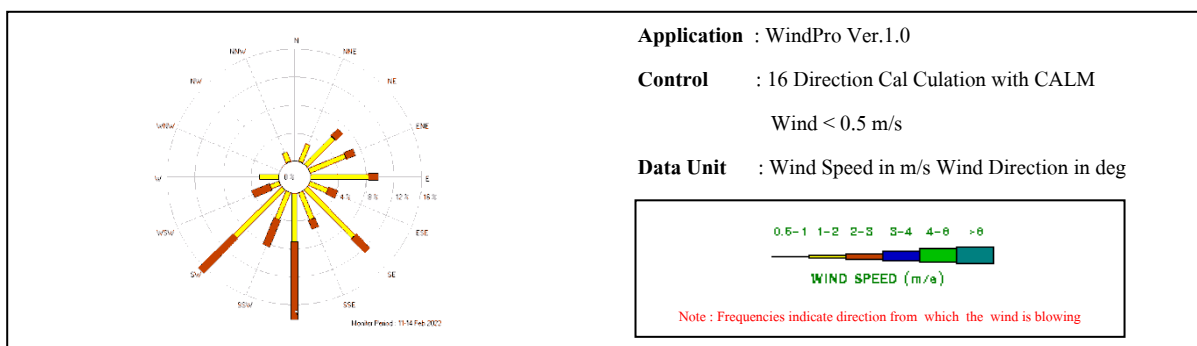 N
NNW
NNE
NW
NE
WNW
ENE
W
0 %
E
4 %
8 %
12 %
16 %
WSW
ESE
SW
SE
SSW
SSE
Monitor Period : 11-14 Feb 2022
Application : WindPro Ver.1.0
Control : 16 Direction Cal Culation with CALM
Wind < 0.5 m/s
Data Unit : Wind Speed in m/s Wind Direction in deg
0.5-1 1-2 2-3 3-4 4-6 >6
WIND SPEED (m/s)
Note : Frequencies indicate direction from which the wind is blowing